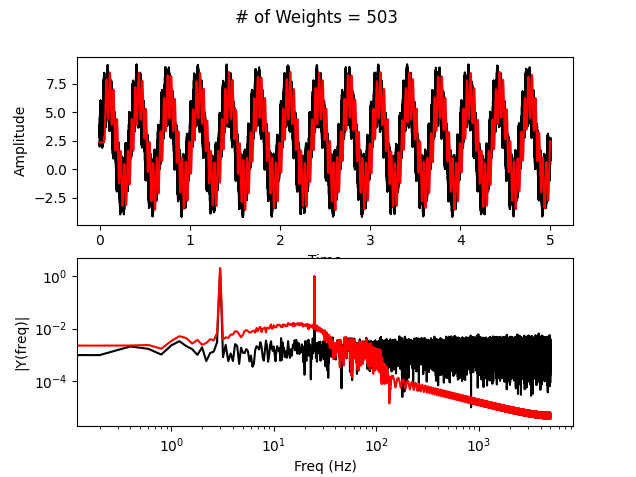 # of Weights = 503
7.5
5.0
2.5
0.0
−2.5
Amplitude
0 1 2 3 4 5
10⁰
10⁻²
10⁻⁴
|Y(freq)|
10⁰ 10¹ 10² 10³
Freq (Hz)